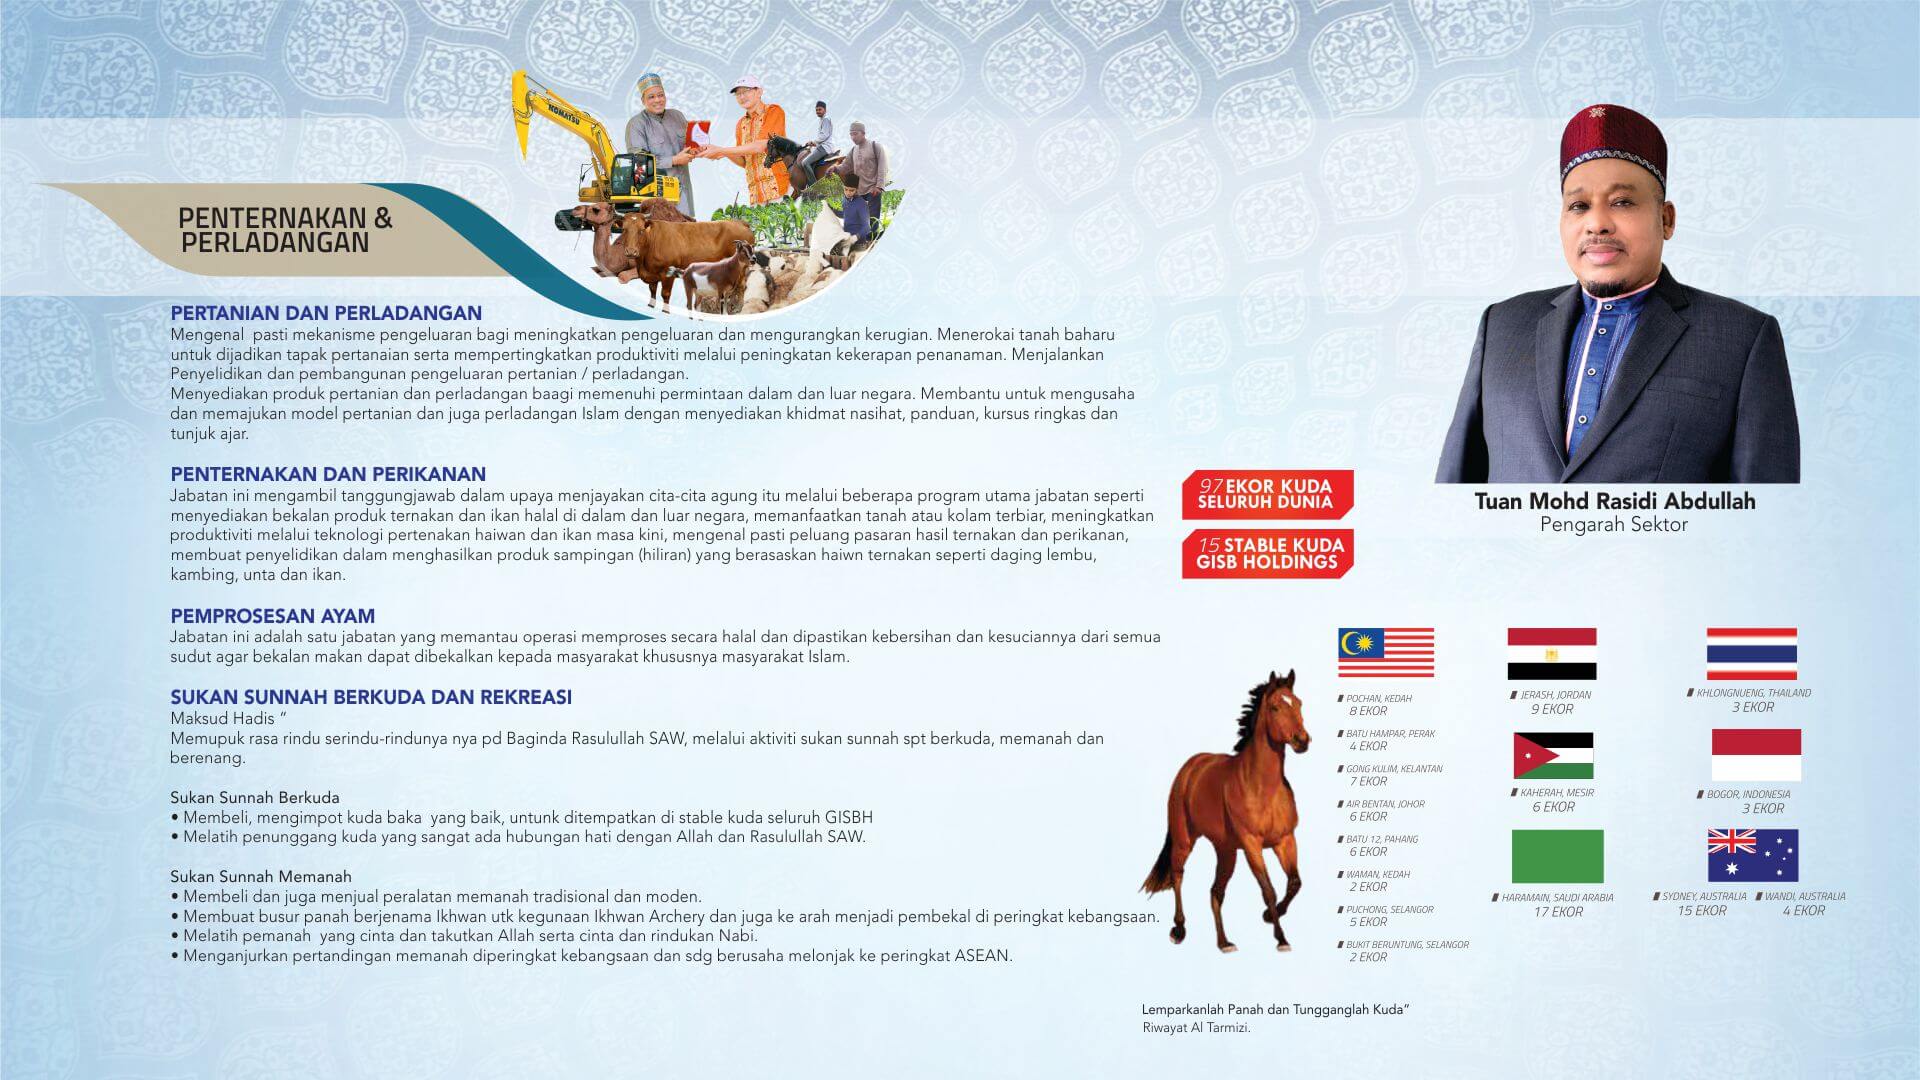 KOMATSU
PENTERNAKAN &
PERLADANGAN
PERTANIAN DAN PERLADANGAN
Mengenal  pasti mekanisme pengeluaran bagi meningkatkan pengeluaran dan mengurangkan kerugian. Menerokai tanah baharu
untuk dijadikan tapak pertanaian serta mempertingkatkan produktiviti melalui peningkatan kekerapan penanaman. Menjalankan
Penyelidikan dan pembangunan pengeluaran pertanian / perladangan.
Menyediakan produk pertanian dan perladangan baagi memenuhi permintaan dalam dan luar negara. Membantu untuk mengusaha
dan memajukan model pertanian dan juga perladangan Islam dengan menyediakan khidmat nasihat, panduan, kursus ringkas dan
tunjuk ajar.
PENTERNAKAN DAN PERIKANAN
Jabatan ini mengambil tanggungjawab dalam upaya menjayakan cita-cita agung itu melalui beberapa program utama jabatan seperti
menyediakan bekalan produk ternakan dan ikan halal di dalam dan luar negara, memanfaatkan tanah atau kolam terbiar, meningkatkan
produktiviti melalui teknologi pertenakan haiwan dan ikan masa kini, mengenal pasti peluang pasaran hasil ternakan dan perikanan,
membuat penyelidikan dalam menghasilkan produk sampingan (hiliran) yang berasaskan haiwn ternakan seperti daging lembu,
kambing, unta dan ikan.
PEMPROSESAN AYAM
Jabatan ini adalah satu jabatan yang memantau operasi memproses secara halal dan dipastikan kebersihan dan kesuciannya dari semua
sudut agar bekalan makan dapat dibekalkan kepada masyarakat khususnya masyarakat Islam.
SUKAN SUNNAH BERKUDA DAN REKREASI
Maksud Hadis “
Memupuk rasa rindu serindu-rindunya nya pd Baginda Rasulullah SAW, melalui aktiviti sukan sunnah spt berkuda, memanah dan
berenang.
Sukan Sunnah Berkuda
• Membeli, mengimpot kuda baka  yang baik, untunk ditempatkan di stable kuda seluruh GISBH
• Melatih penunggang kuda yang sangat ada hubungan hati dengan Allah dan Rasulullah SAW.
Sukan Sunnah Memanah
• Membeli dan juga menjual peralatan memanah tradisional dan moden.
• Membuat busur panah berjenama Ikhwan utk kegunaan Ikhwan Archery dan juga ke arah menjadi pembekal di peringkat kebangsaan.
• Melatih pemanah  yang cinta dan takutkan Allah serta cinta dan rindukan Nabi.
• Menganjurkan pertandingan memanah diperingkat kebangsaan dan sdg berusaha melonjak ke peringkat ASEAN.
97 EKOR KUDA
SELURUH DUNIA
15 STABLE KUDA
GISB HOLDINGS
Tuan Mohd Rasidi Abdullah
Pengarah Sektor
POCHAN, KEDAH
8 EKOR
BATU HAMPAR, PERAK
4 EKOR
GONG KULIM, KELANTAN
7 EKOR
AIR BENTAN, JOHOR
6 EKOR
BATU 12, PAHANG
6 EKOR
WAMAN, KEDAH
2 EKOR
PUCHONG, SELANGOR
5 EKOR
BUKIT BERUNTUNG, SELANGOR
2 EKOR
JERASH, JORDAN
9 EKOR
KAHERAH, MESIR
6 EKOR
HARAMAIN, SAUDI ARABIA
17 EKOR
KHLONGNUENG, THAILAND
3 EKOR
BOGOR, INDONESIA
3 EKOR
SYDNEY, AUSTRALIA
15 EKOR
WANDI, AUSTRALIA
4 EKOR
Lemparkanlah Panah dan Tungganglah Kuda”
Riwayat Al Tarmizi.